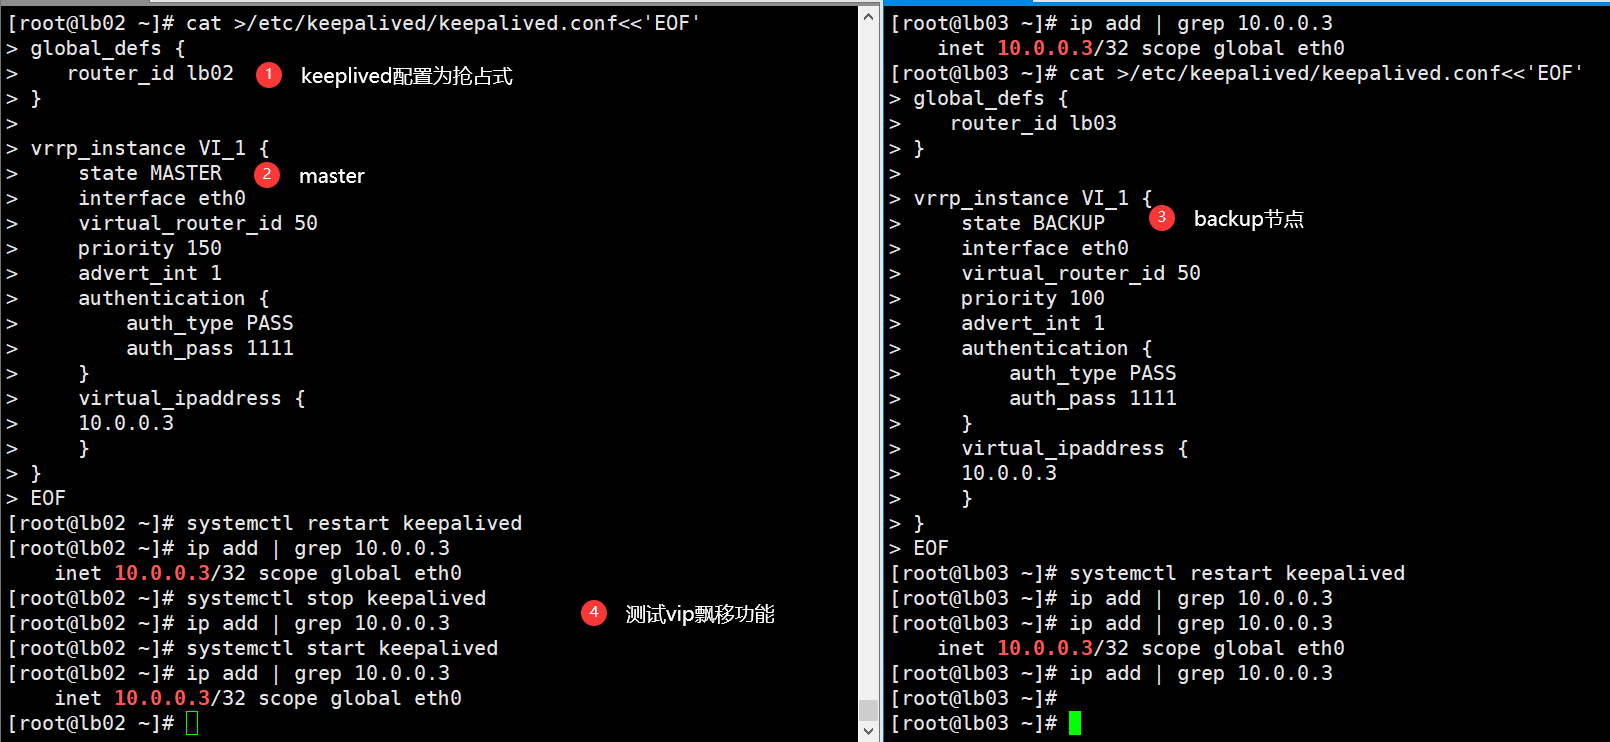 [root@lb02 ~]# cat >/etc/keepalived/keepalived.conf<<'EOF'
> global_defs {
>    router_id lb02
1 keeplived配置为抢占式
> }
>
> vrrp_instance VI_1 {
>     state MASTER
2 master
>     interface eth0
>     virtual_router_id 50
>     priority 150
>     advert_int 1
>     authentication {
>         auth_type PASS
>         auth_pass 1111
>     }
>     virtual_ipaddress {
>     10.0.0.3
>     }
> }
> EOF
[root@lb02 ~]# systemctl restart keepalived
[root@lb02 ~]# ip add | grep 10.0.0.3
    inet 10.0.0.3/32 scope global eth0
[root@lb02 ~]# systemctl stop keepalived
4 测试vip飘移功能
[root@lb02 ~]# ip add | grep 10.0.0.3
[root@lb02 ~]# systemctl start keepalived
[root@lb02 ~]# ip add | grep 10.0.0.3
    inet 10.0.0.3/32 scope global eth0
[root@lb02 ~]#
[root@lb03 ~]# ip add | grep 10.0.0.3
    inet 10.0.0.3/32 scope global eth0
[root@lb03 ~]# cat >/etc/keepalived/keepalived.conf<<'EOF'
> global_defs {
>    router_id lb03
> }
>
> vrrp_instance VI_1 {
>     state BACKUP
3 backup节点
>     interface eth0
>     virtual_router_id 50
>     priority 100
>     advert_int 1
>     authentication {
>         auth_type PASS
>         auth_pass 1111
>     }
>     virtual_ipaddress {
>     10.0.0.3
>     }
> }
> EOF
[root@lb03 ~]# systemctl restart keepalived
[root@lb03 ~]# ip add | grep 10.0.0.3
[root@lb03 ~]# ip add | grep 10.0.0.3
    inet 10.0.0.3/32 scope global eth0
[root@lb03 ~]# ip add | grep 10.0.0.3
[root@lb03 ~]#
[root@lb03 ~]#